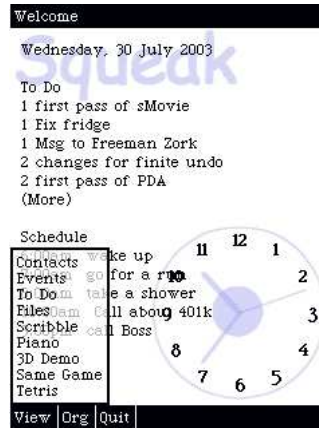 Welcome
Squeak
Wednesday, 30 July 2003
To Do
1 first pass of sMovie
1 Fix fridge
1 Msg to Freeman Zork
2 changes for finite undo
2 first pass of PDA
(More)
Schedule
wake up
go for a run
take a shower
Call about 401k
call Boss
Contacts
Events
To Do
Files
Scribble
Piano
3D Demo
Same Game
Tetris
12
1
2
3
4
5
6
7
8
9
10
11
View Org Quit